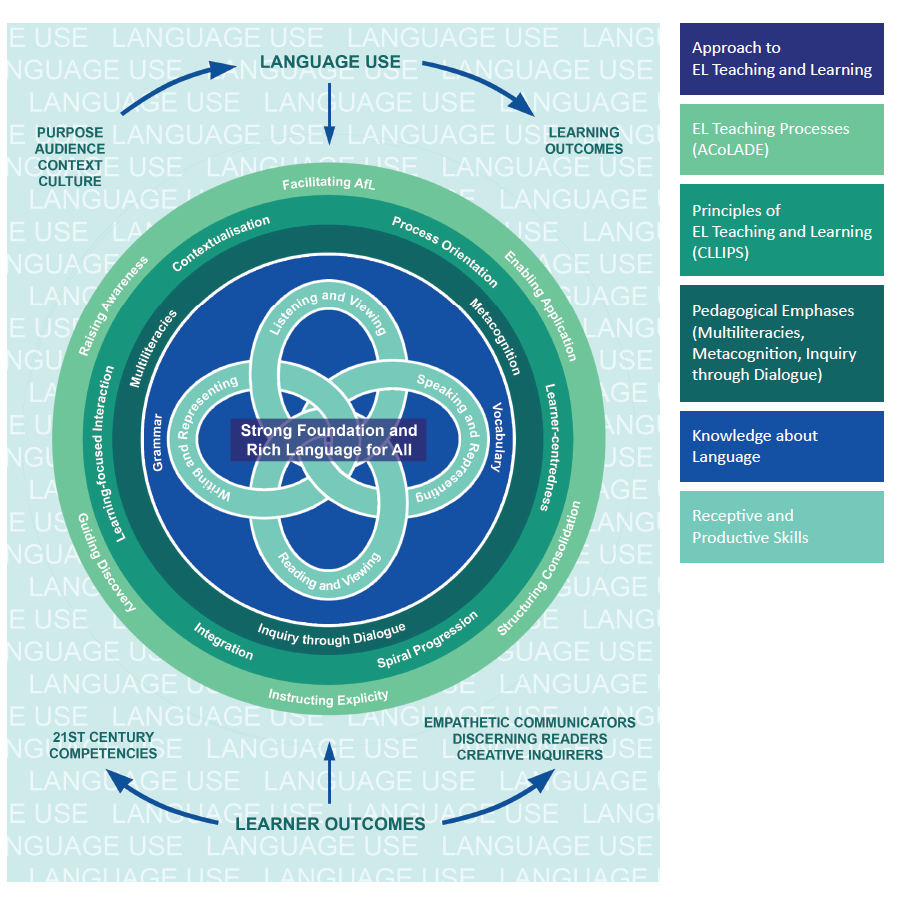 LANGUAGE USE
PURPOSE
AUDIENCE
CONTEXT
CULTURE
LEARNING
OUTCOMES
Facilitating AfL
Raising Awareness
Enabling Application
Guiding Discovery
Structuring Consolidation
Instructing Explicity
Contextualisation
Process Orientation
Learning-focused Interaction
Learner-centredness
Integration
Spiral Progression
Multiliteracies
Metacognition
Inquiry through Dialogue
Grammar
Vocabulary
Listening and Viewing
Writing and Representing
Speaking and Representing
Reading and Viewing
Strong Foundation and
Rich Language for All
21ST CENTURY
COMPETENCIES
EMPATHETIC COMMUNICATORS
DISCERNING READERS
CREATIVE INQUIRERS
LEARNER OUTCOMES
Approach to
EL Teaching and Learning
EL Teaching Processes
(ACoLADE)
Principles of
EL Teaching and Learning
(CLLIPS)
Pedagogical Emphases
(Multiliteracies,
Metacognition, Inquiry
through Dialogue)
Knowledge about
Language
Receptive and
Productive Skills